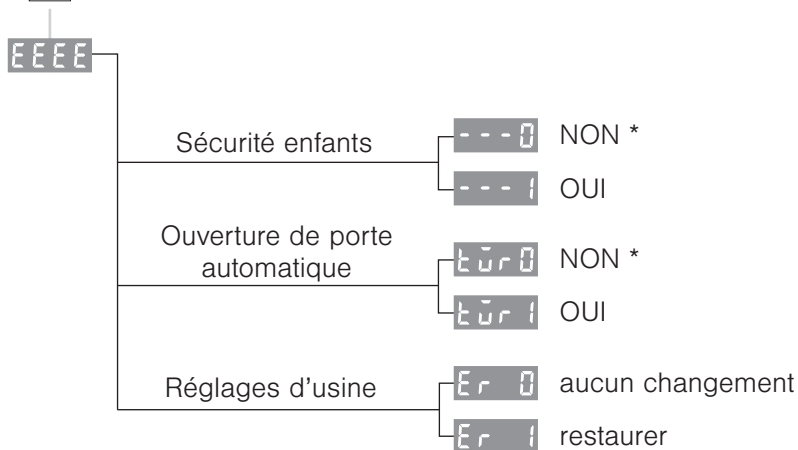 EEEE
Sécurité enfants
---0 NON *
---1 OUI
Ouverture de porte
automatique
tür0 NON *
tür1 OUI
Réglages d’usine
Er 0 aucun changement
Er 1 restaurer